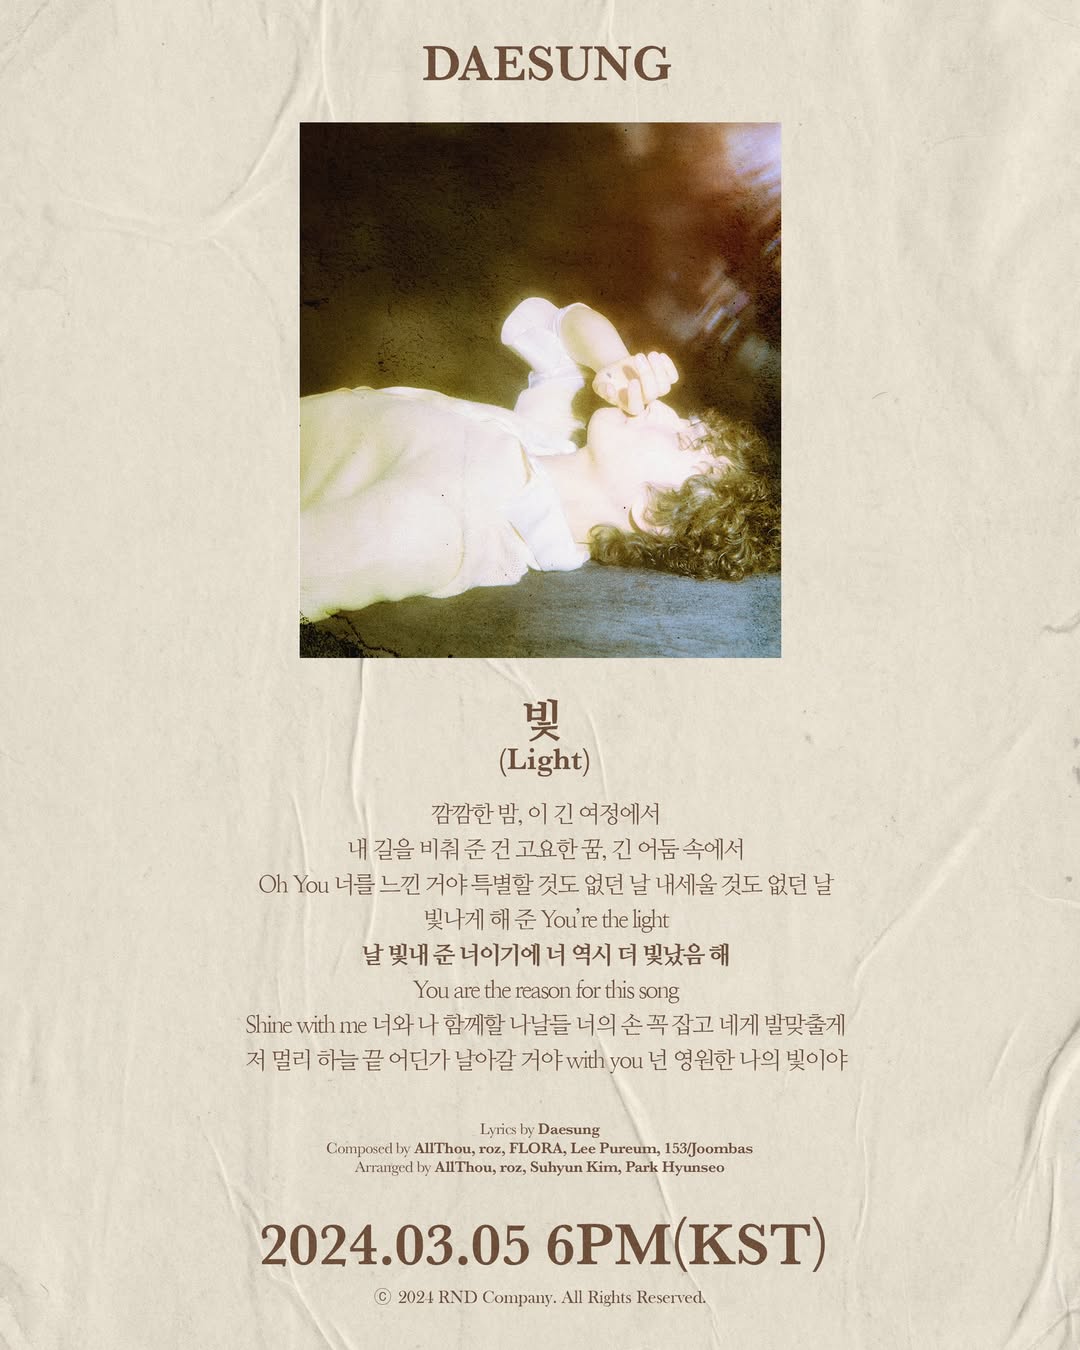 DAESUNG
빛
(Light)
깜깜한 밤, 이 긴 여정에서
내 길을 비춰 준 건 고요한 꿈, 긴 어둠 속에서
Oh You 너를 느낀 거야 특별할 것도 없던 날 내세울 것도 없던 날
빛나게 해 준 You're the light
날 빛내 준 너이기에 너 역시 더 빛났음 해
You are the reason for this song
Shine with me 너와 나 함께할 나날들 너의 손 꼭 잡고 네게 발맞출게
저 멀리 하늘 끝 어딘가 날아갈 거야 with you 넌 영원한 나의 빛이야
Lyrics by Daesung
Composed by AllThou, roz, FLORA, Lee Pureum, 153/Joombas
Arranged by AllThou, roz, Suhyun Kim, Park Hyunseo
2024.03.05 6PM(KST)
ⓒ 2024 RND Company. All Rights Reserved.